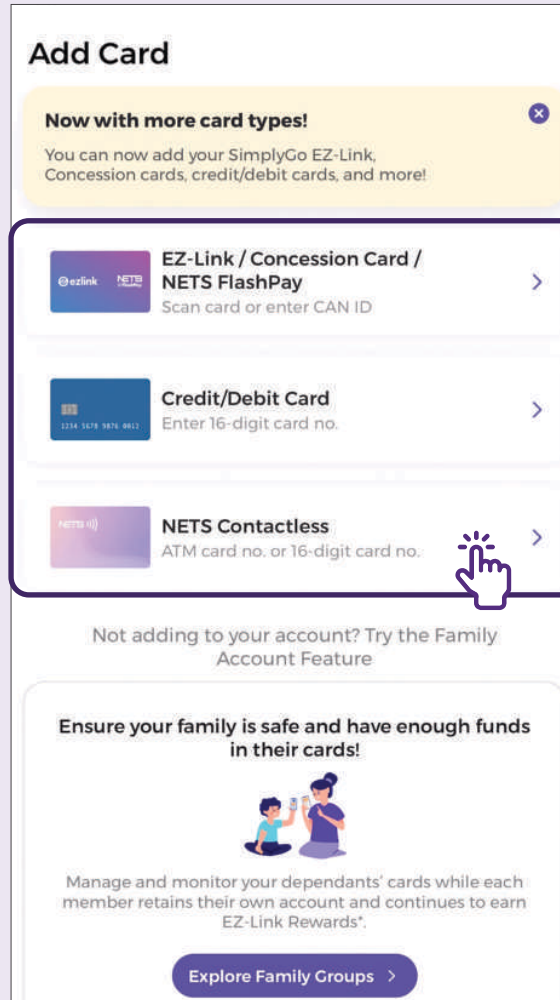 Add Card
Now with more card types!
You can now add your SimplyGo EZ-Link,
Concession cards, credit/debit cards, and more!
ezlink NETS
FlashPay
EZ-Link / Concession Card /
NETS FlashPay
Scan card or enter CAN ID
1234 5678 9876 0012
Credit/Debit Card
Enter 16-digit card no.
NETS
NETS Contactless
ATM card no. or 16-digit card no.
Not adding to your account? Try the Family
Account Feature
Ensure your family is safe and have enough funds
in their cards!
Manage and monitor your dependants' cards while each
member retains their own account and continues to earn
EZ-Link Rewards*.
Explore Family Groups >